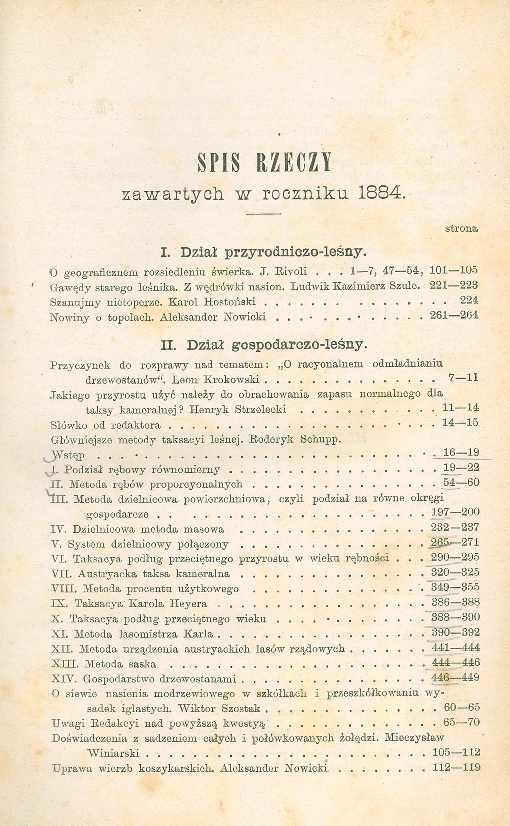 SPIS RZECZY
zawartych w roczniku 1884.
strona
I. Dział przyrodniczo-leśny.
O geograficznem rozsiedleniu świerka. J. Rivoli . . . 1—7, 47—54, 101—105
Gawędy starego leśnika. Z wędrówki nasion. Ludwik Kazimierz Szulc. 221—223
Szanujmy nietoperze. Karol Hostoński . . . . . . . . . . . . 224
Nowiny o topolach. Aleksander Nowicki . . . . . . . . . . . 261—264
II. Dział gospodarczo-leśny.
Przyczynek do rozprawy nad tematem: „O racyonalnem odmładnianiu
drzewostanów“. Leon Krokowski . . . . . . . . . . . . 7—11
Jakiego przyrostu użyć należy do obrachowania zapasu normalnego dla
taksy kameralnej? Henryk Strzelecki . . . . . . . . . . 11—14
Słówko od redaktora . . . . . . . . . . . . . . . . . . 14—15
Główniejsze metody taksacyi leśnej. Roderyk Schupp.
Wstęp . . . . . . . . . . . . . . . . . . . . . . . 16—19
I. Podział rębowy równomierny . . . . . . . . . . . . . . 19—22
II. Metoda rębów proporcyonalnych . . . . . . . . . . . . 54—60
III. Metoda dzielnicowa powierzchniowa, czyli podział na równe okręgi
gospodarcze . . . . . . . . . . . . . . . . . . . 197—200
IV. Dzielnicowa metoda masowa . . . . . . . . . . . . . 232—237
V. System dzielnicowy połączony . . . . . . . . . . . . . 265—271
VI. Taksacya podług przeciętnego przyrostu w wieku rębności . . . 290—295
VII. Austryacka taksa kameralna . . . . . . . . . . . . . 320—325
VIII. Metoda procentu użytkowego . . . . . . . . . . . . . 349—355
IX. Taksacya Karola Heyera . . . . . . . . . . . . . . 386—388
X. Taksacya podług przeciętnego wieku . . . . . . . . . . . 388—390
XI. Metoda lasomistrza Karla . . . . . . . . . . . . . . 390—392
XII. Metoda urządzenia austryackich lasów rządowych . . . . . . 441—444
XIII. Metoda saska . . . . . . . . . . . . . . . . . . 444—446
XIV. Gospodarstwo drzewostanami . . . . . . . . . . . . . 446—449
O siewie nasienia modrzewiowego w szkółkach i przeszkółkowaniu wy-
sadek iglastych. Wiktor Szostak . . . . . . . . . . . . 60—65
Uwagi Redakcyi nad powyższą kwestyą . . . . . . . . . . . 65—70
Doświadczenia z sadzeniem całych i połówkowanych żołędzi. Mieczysław
Winiarski . . . . . . . . . . . . . . . . . . . . 105—112
Uprawa wierzb koszykarskich. Aleksander Nowicki . . . . . . . 112—119